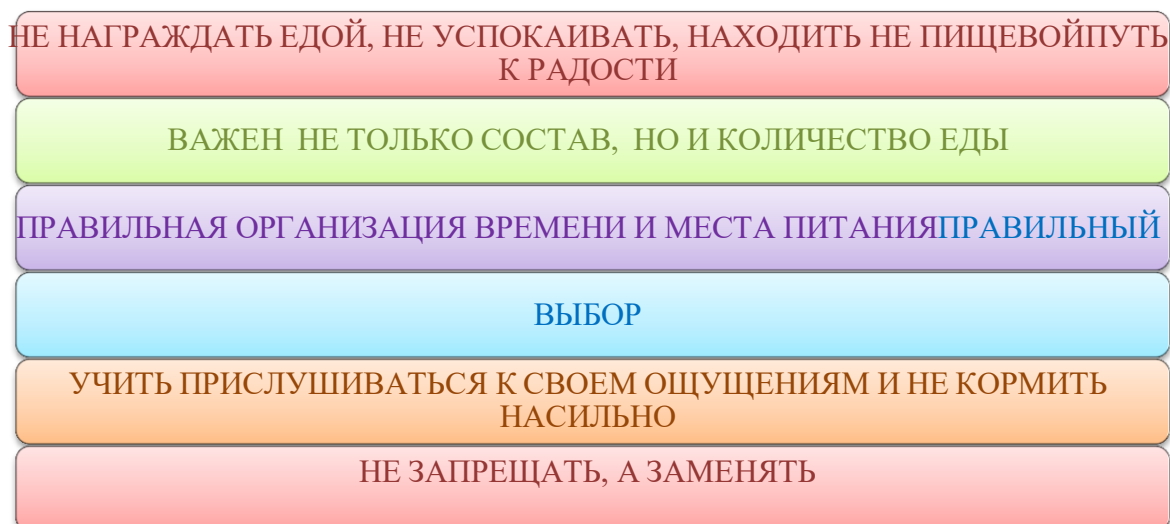 НЕ НАГРАЖДАТЬ ЕДОЙ, НЕ УСПОКАИВАТЬ, НАХОДИТЬ НЕ ПИЩЕВОЙПУТЬ
К РАДОСТИ
ВАЖЕН НЕ ТОЛЬКО СОСТАВ, НО И КОЛИЧЕСТВО ЕДЫ
ПРАВИЛЬНАЯ ОРГАНИЗАЦИЯ ВРЕМЕНИ И МЕСТА ПИТАНИЯПРАВИЛЬНЫЙ
ВЫБОР
УЧИТЬ ПРИСЛУШИВАТЬСЯ К СВОЕМ ОЩУЩЕНИЯМ И НЕ КОРМИТЬ
НАСИЛЬНО
НЕ ЗАПРЕЩАТЬ, А ЗАМЕНЯТЬ